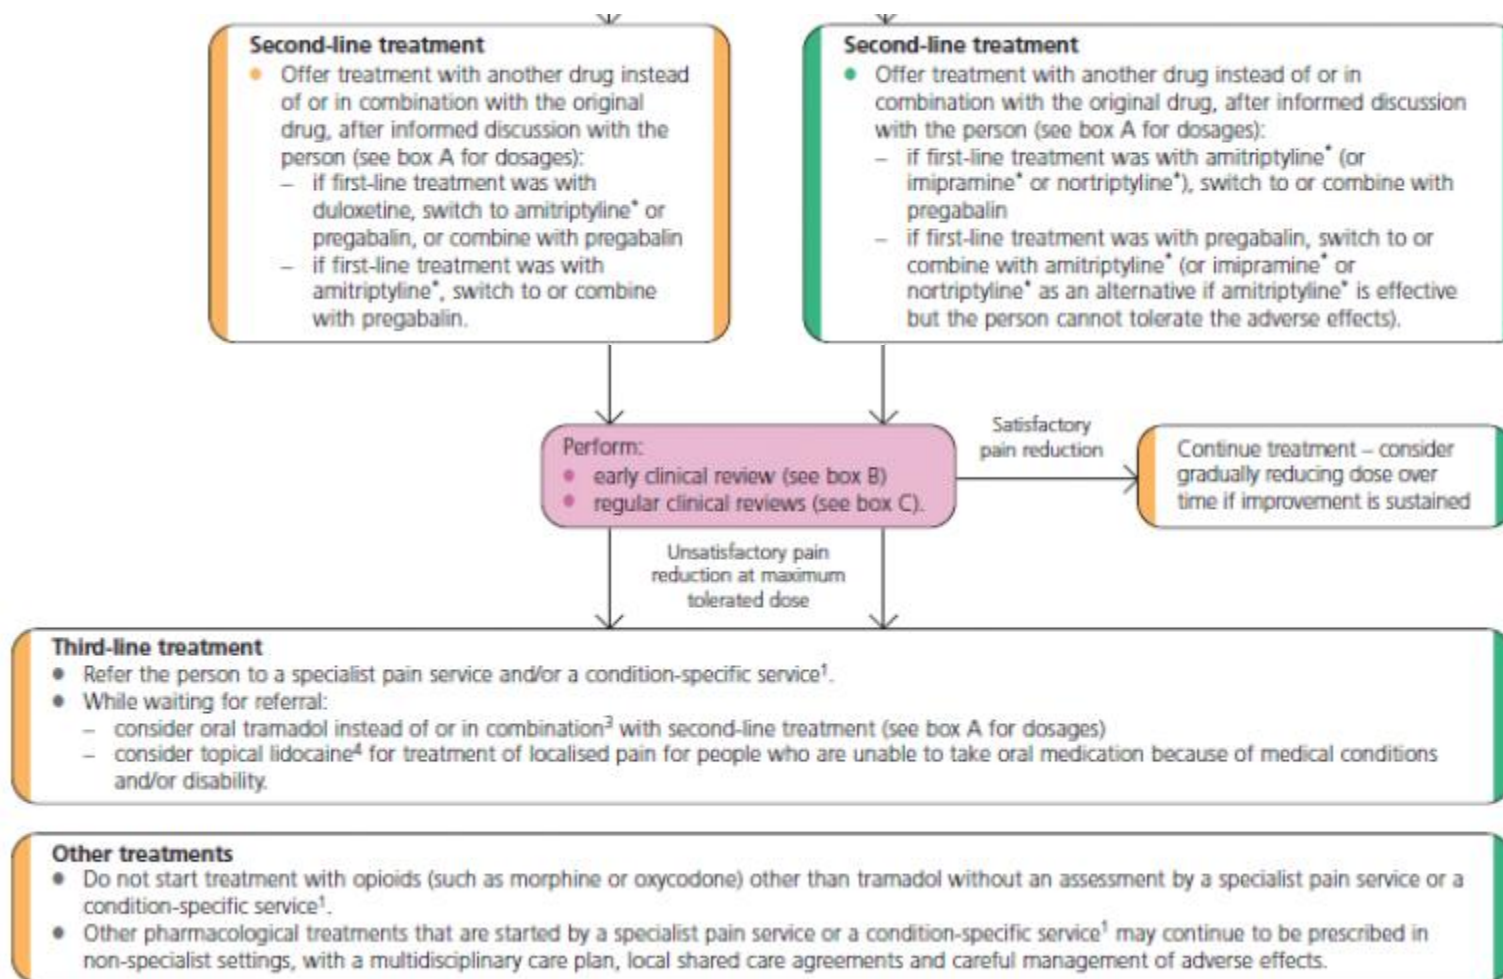 Second-line treatment
• Offer treatment with another drug instead
of or in combination with the original
drug, after informed discussion with the
person (see box A for dosages):
– if first-line treatment was with
duloxetine, switch to amitriptyline* or
pregabalin, or combine with pregabalin
– if first-line treatment was with
amitriptyline*, switch to or combine
with pregabalin.
Second-line treatment
• Offer treatment with another drug instead of or in
combination with the original drug, after informed discussion
with the person (see box A for dosages):
– if first-line treatment was with amitriptyline* (or
imipramine* or nortriptyline*), switch to or combine with
pregabalin
– if first-line treatment was with pregabalin, switch to or
combine with amitriptyline* (or imipramine* or
nortriptyline* as an alternative if amitriptyline* is effective
but the person cannot tolerate the adverse effects).
Perform:
• early clinical review (see box B)
• regular clinical reviews (see box C).
Satisfactory
pain reduction
Continue treatment – consider
gradually reducing dose over
time if improvement is sustained
Unsatisfactory pain
reduction at maximum
tolerated dose
Third-line treatment
• Refer the person to a specialist pain service and/or a condition-specific service¹.
• While waiting for referral:
– consider oral tramadol instead of or in combination³ with second-line treatment (see box A for dosages)
– consider topical lidocaine⁴ for treatment of localised pain for people who are unable to take oral medication because of medical conditions
and/or disability.
Other treatments
• Do not start treatment with opioids (such as morphine or oxycodone) other than tramadol without an assessment by a specialist pain service or a
condition-specific service¹.
• Other pharmacological treatments that are started by a specialist pain service or a condition-specific service¹ may continue to be prescribed in
non-specialist settings, with a multidisciplinary care plan, local shared care agreements and careful management of adverse effects.